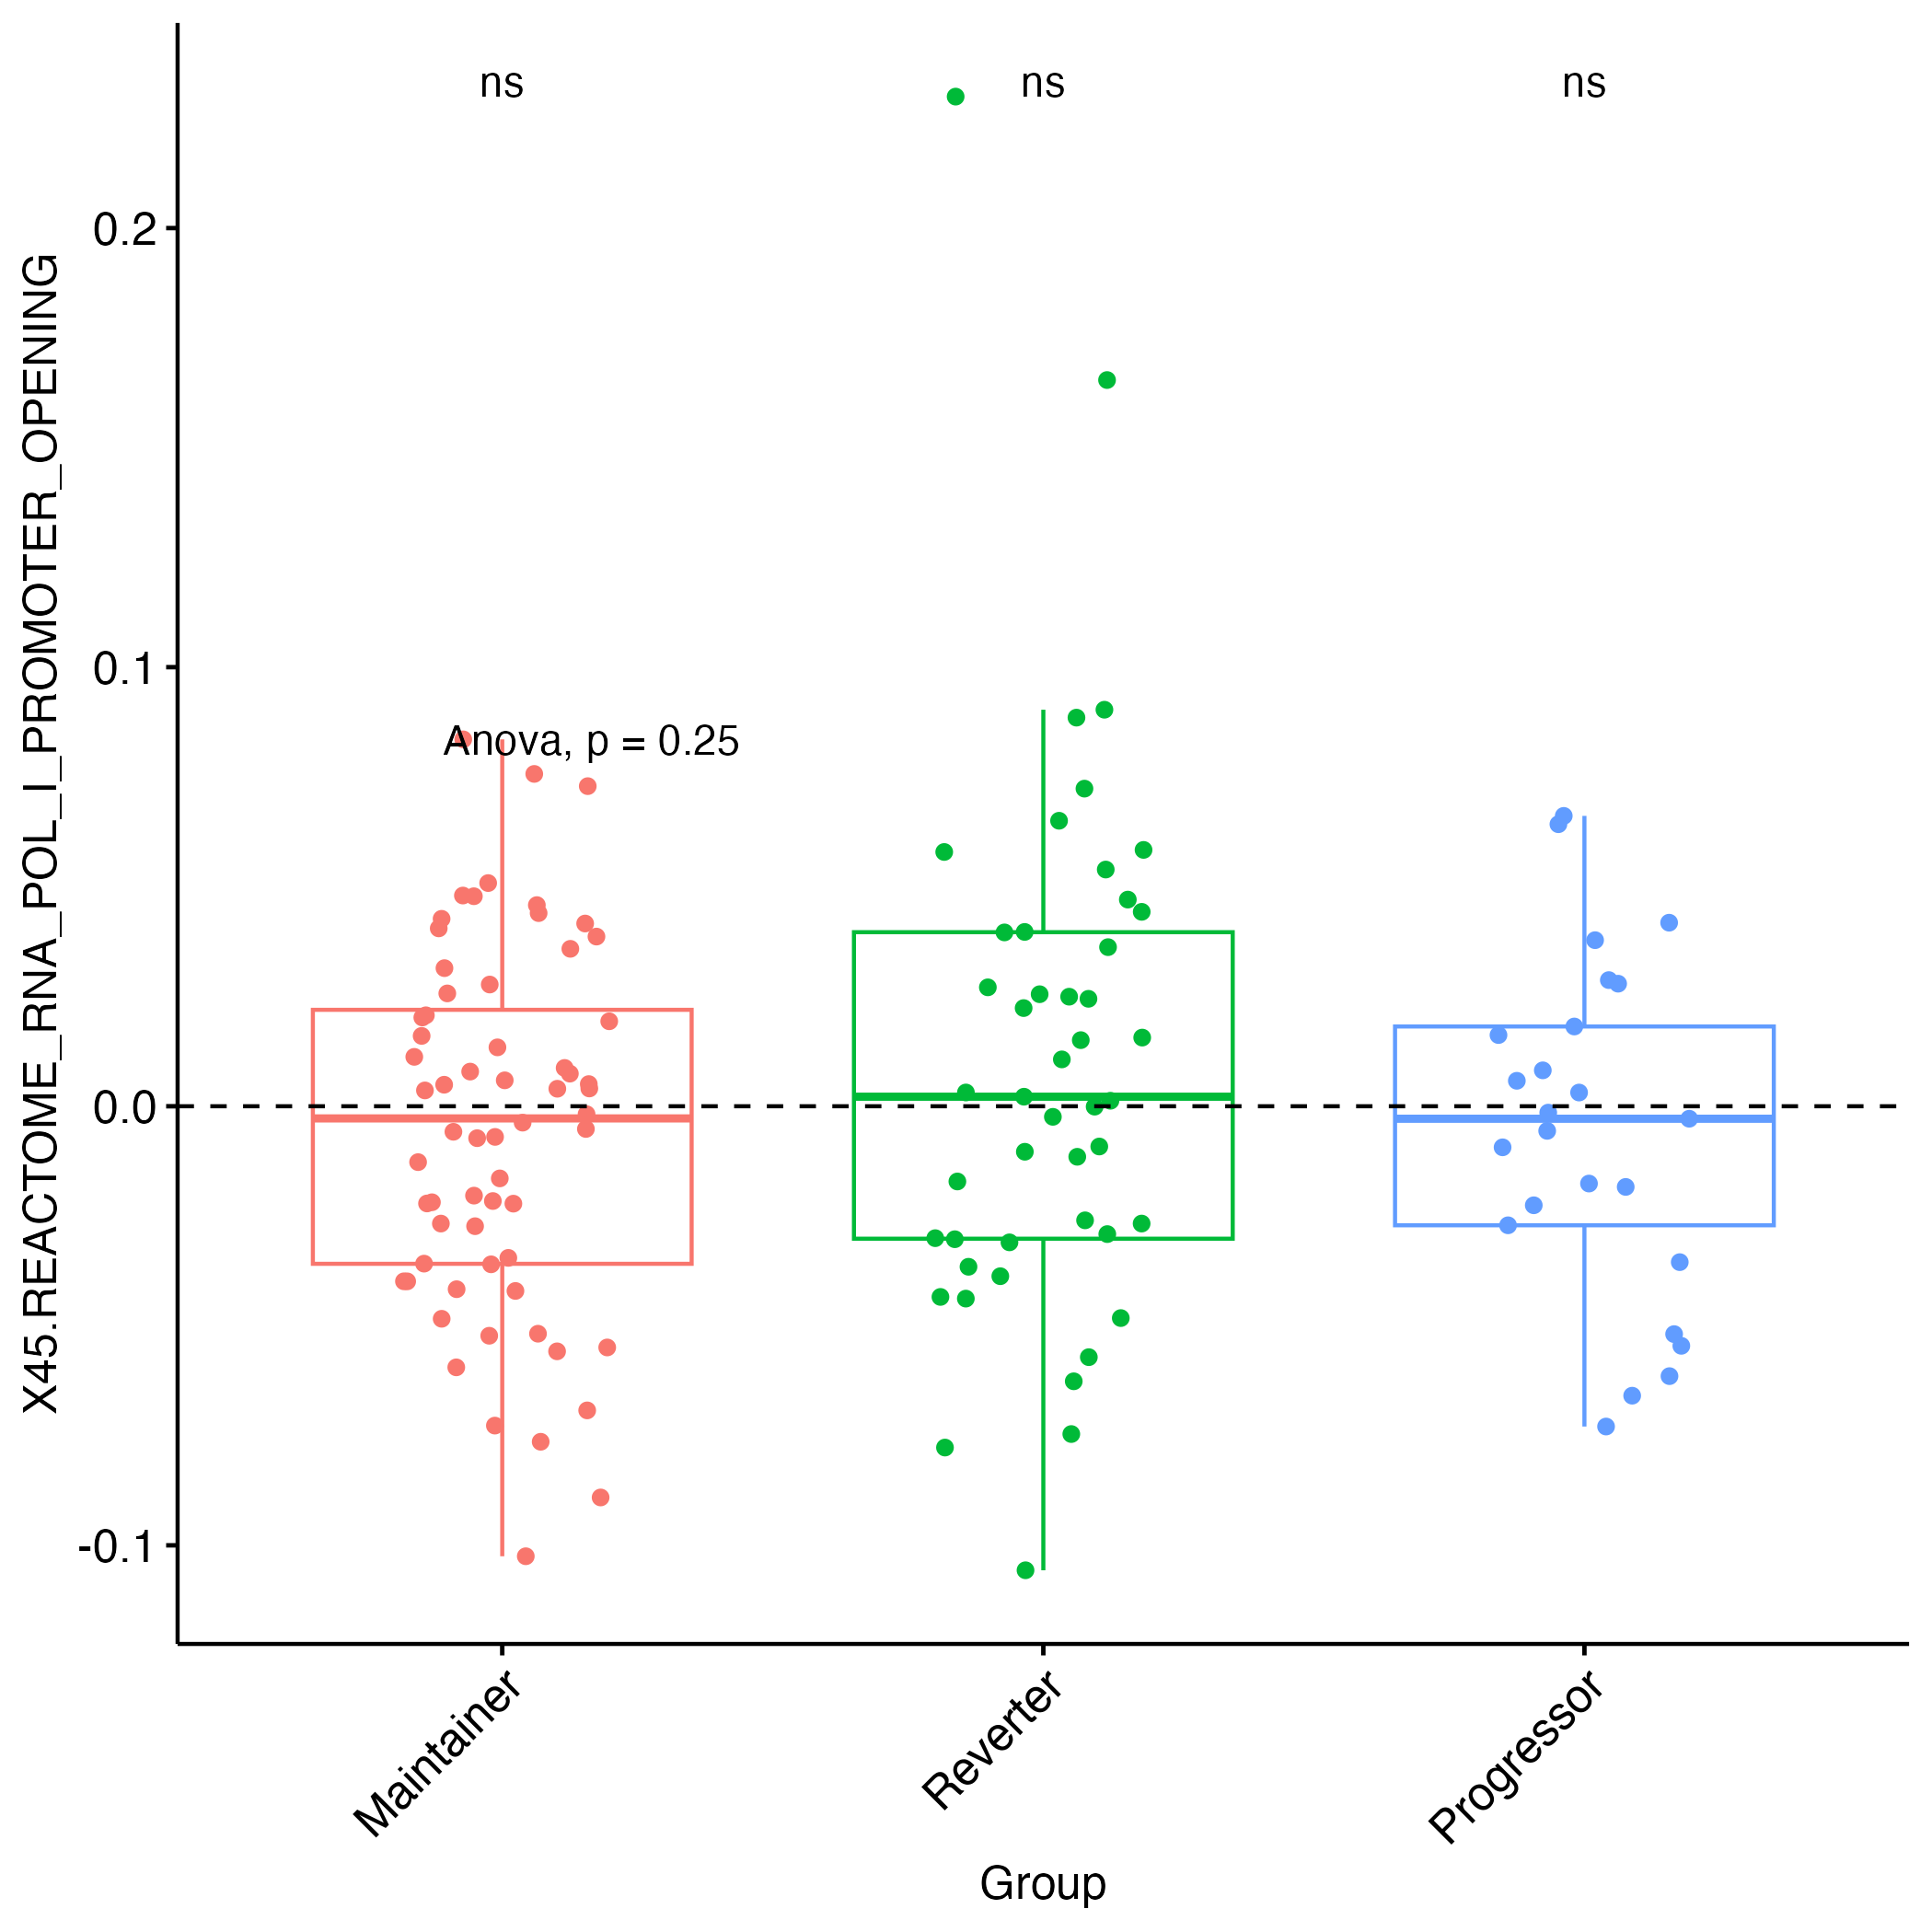 ns ns ns
0.2
0.1
0.0
-0.1
X45.REACTOME_RNA_POL_I_PROMOTER_OPENING
Anova, p = 0.25
Maintainer
Reverter
Progressor
Group